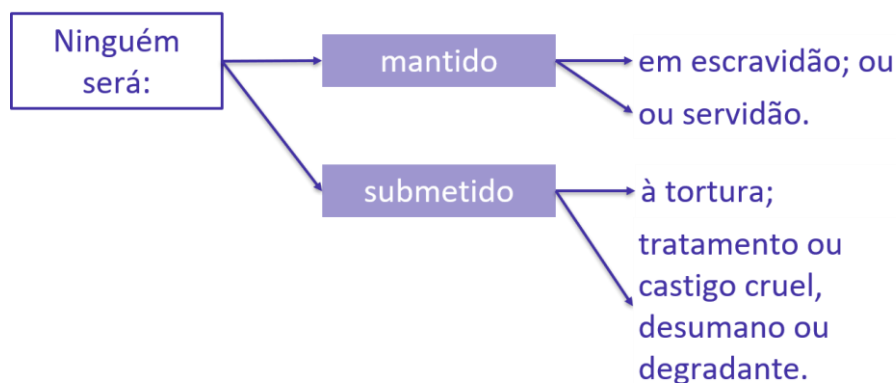 Ninguém
será:
mantido
em escravidão; ou
ou servidão.
submetido
à tortura;
tratamento ou
castigo cruel,
desumano ou
degradante.